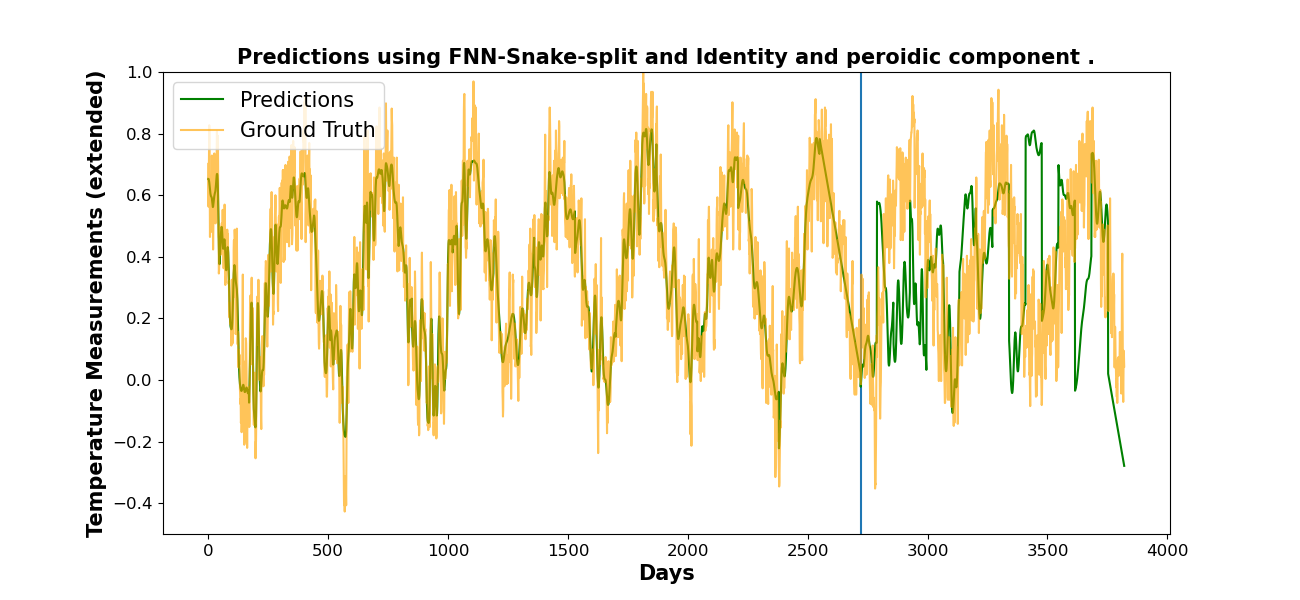 Predictions using FNN-Snake-split and Identity and peroidic component .
Predictions
Ground Truth
Temperature Measurements (extended)
1.0
0.8
0.6
0.4
0.2
0.0
−0.2
−0.4
0 500 1000 1500 2000 2500 3000 3500 4000
Days